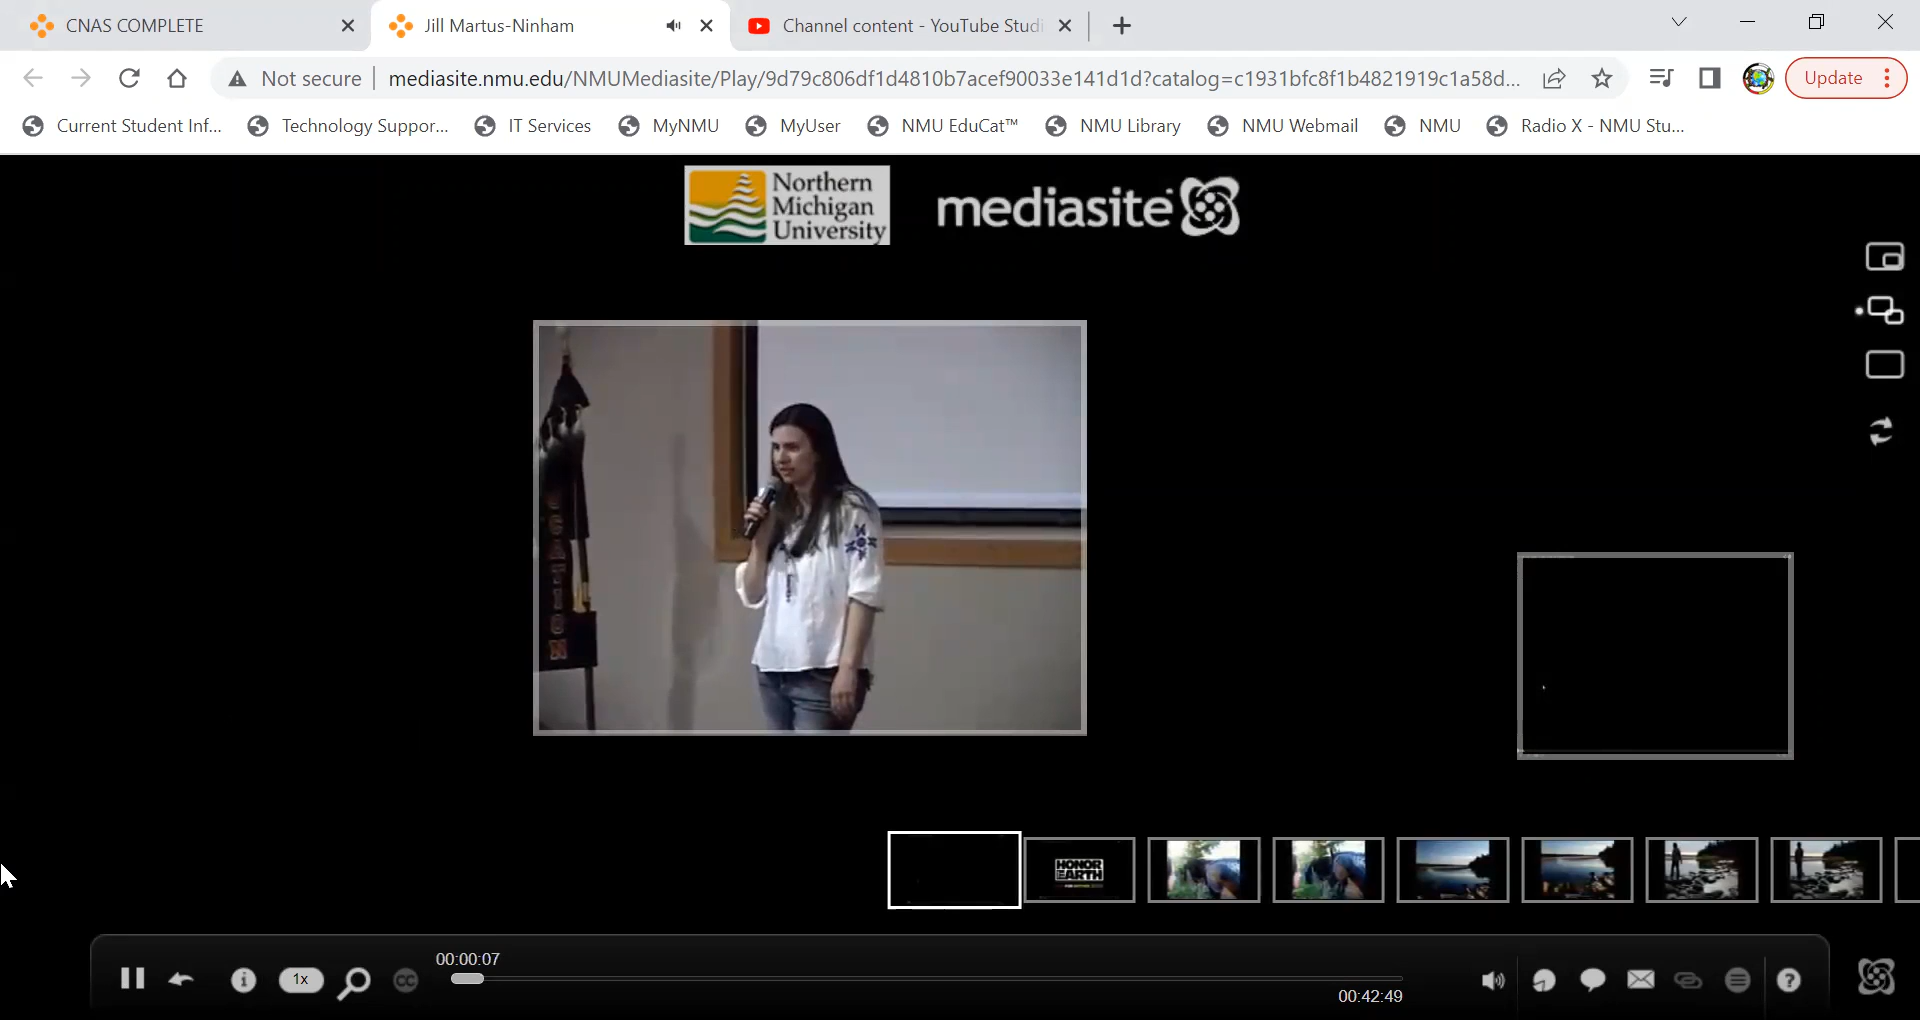 CNAS COMPLETE
Jill Martus-Ninham
Channel content - YouTube Studi
Not secure
mediasite.nmu.edu/NMUMediasite/Play/9d79c806df1d4810b7acef90033e141d1d?catalog=c1931bfc8f1b4821919c1a58d...
Update
Current Student Inf...
Technology Suppor...
IT Services
MyNMU
MyUser
NMU EduCat™
NMU Library
NMU Webmail
NMU
Radio X - NMU Stu...
Northern
Michigan
University
mediasite
HONOR
EARTH
00:00:07
1x
CC
00:42:49